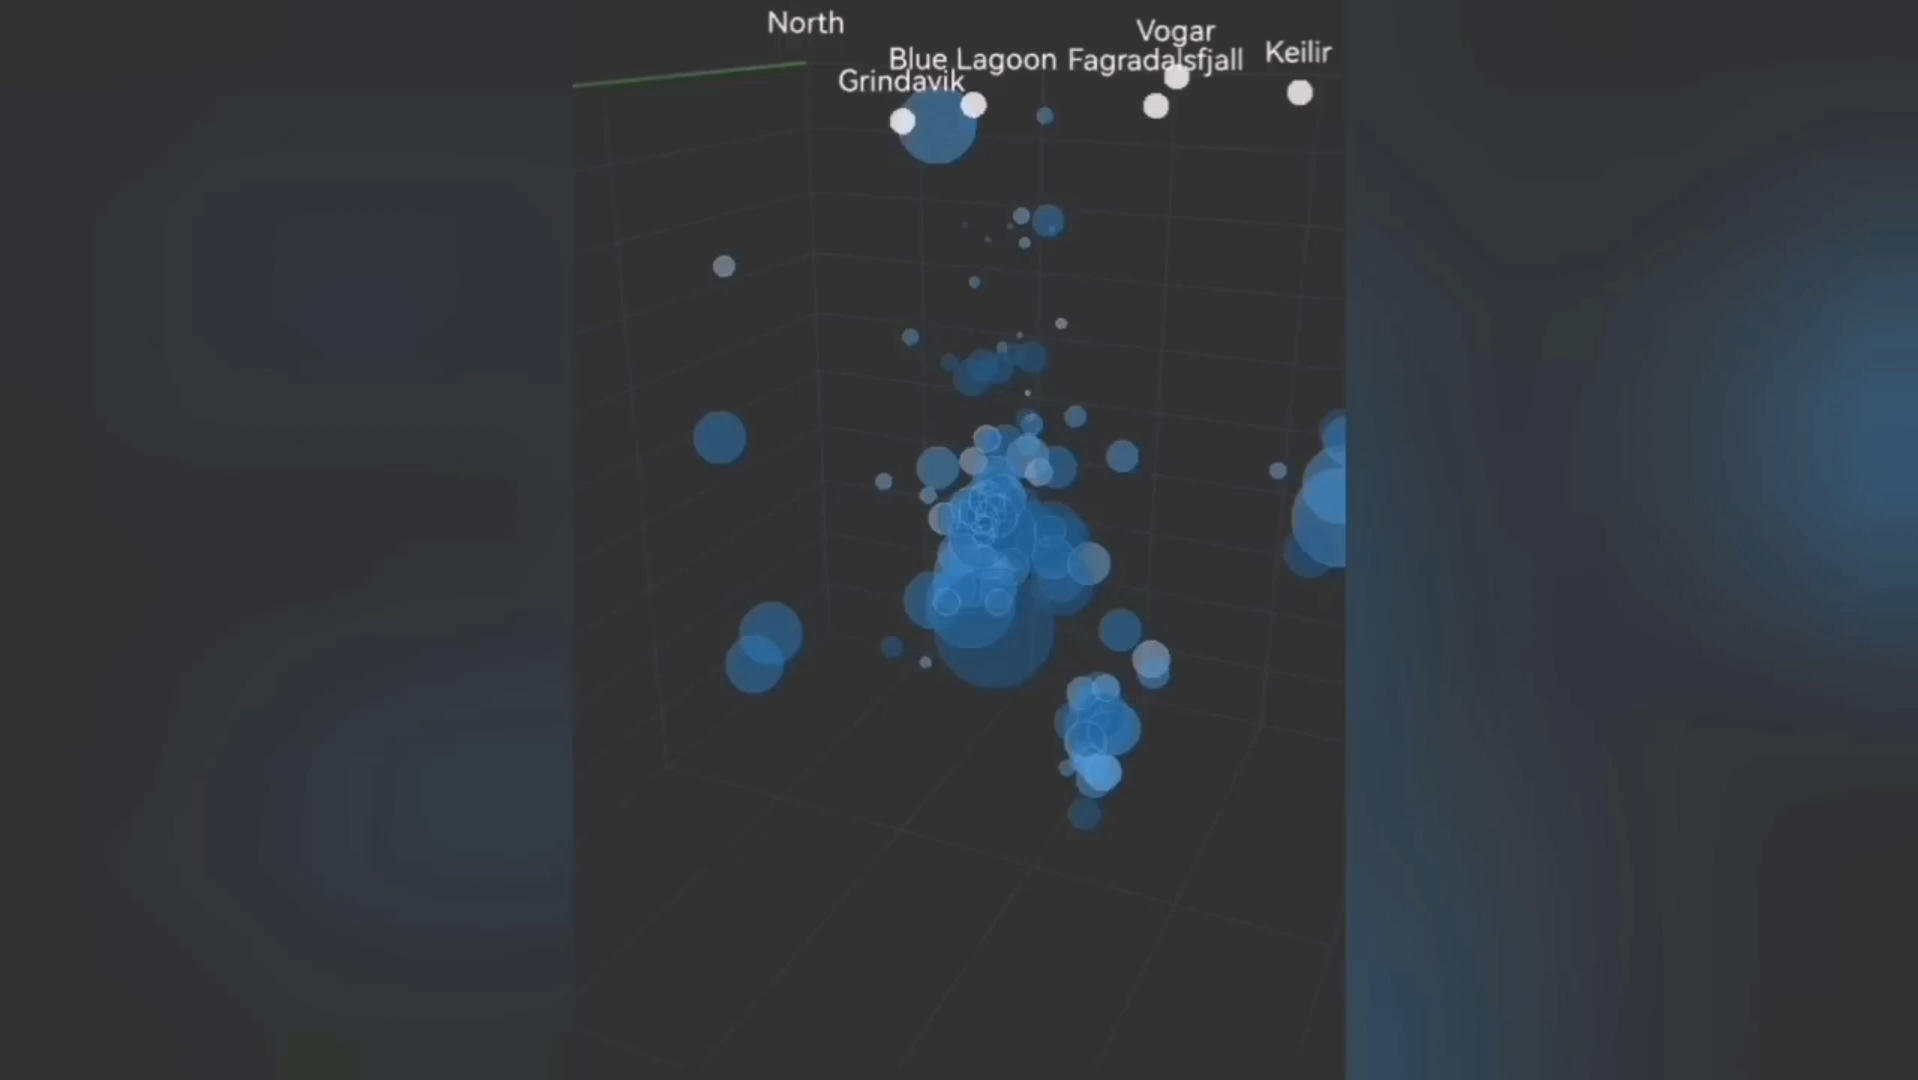 North
Vogar
Blue Lagoon
Fagradalsfjall
Keilir
Grindavik